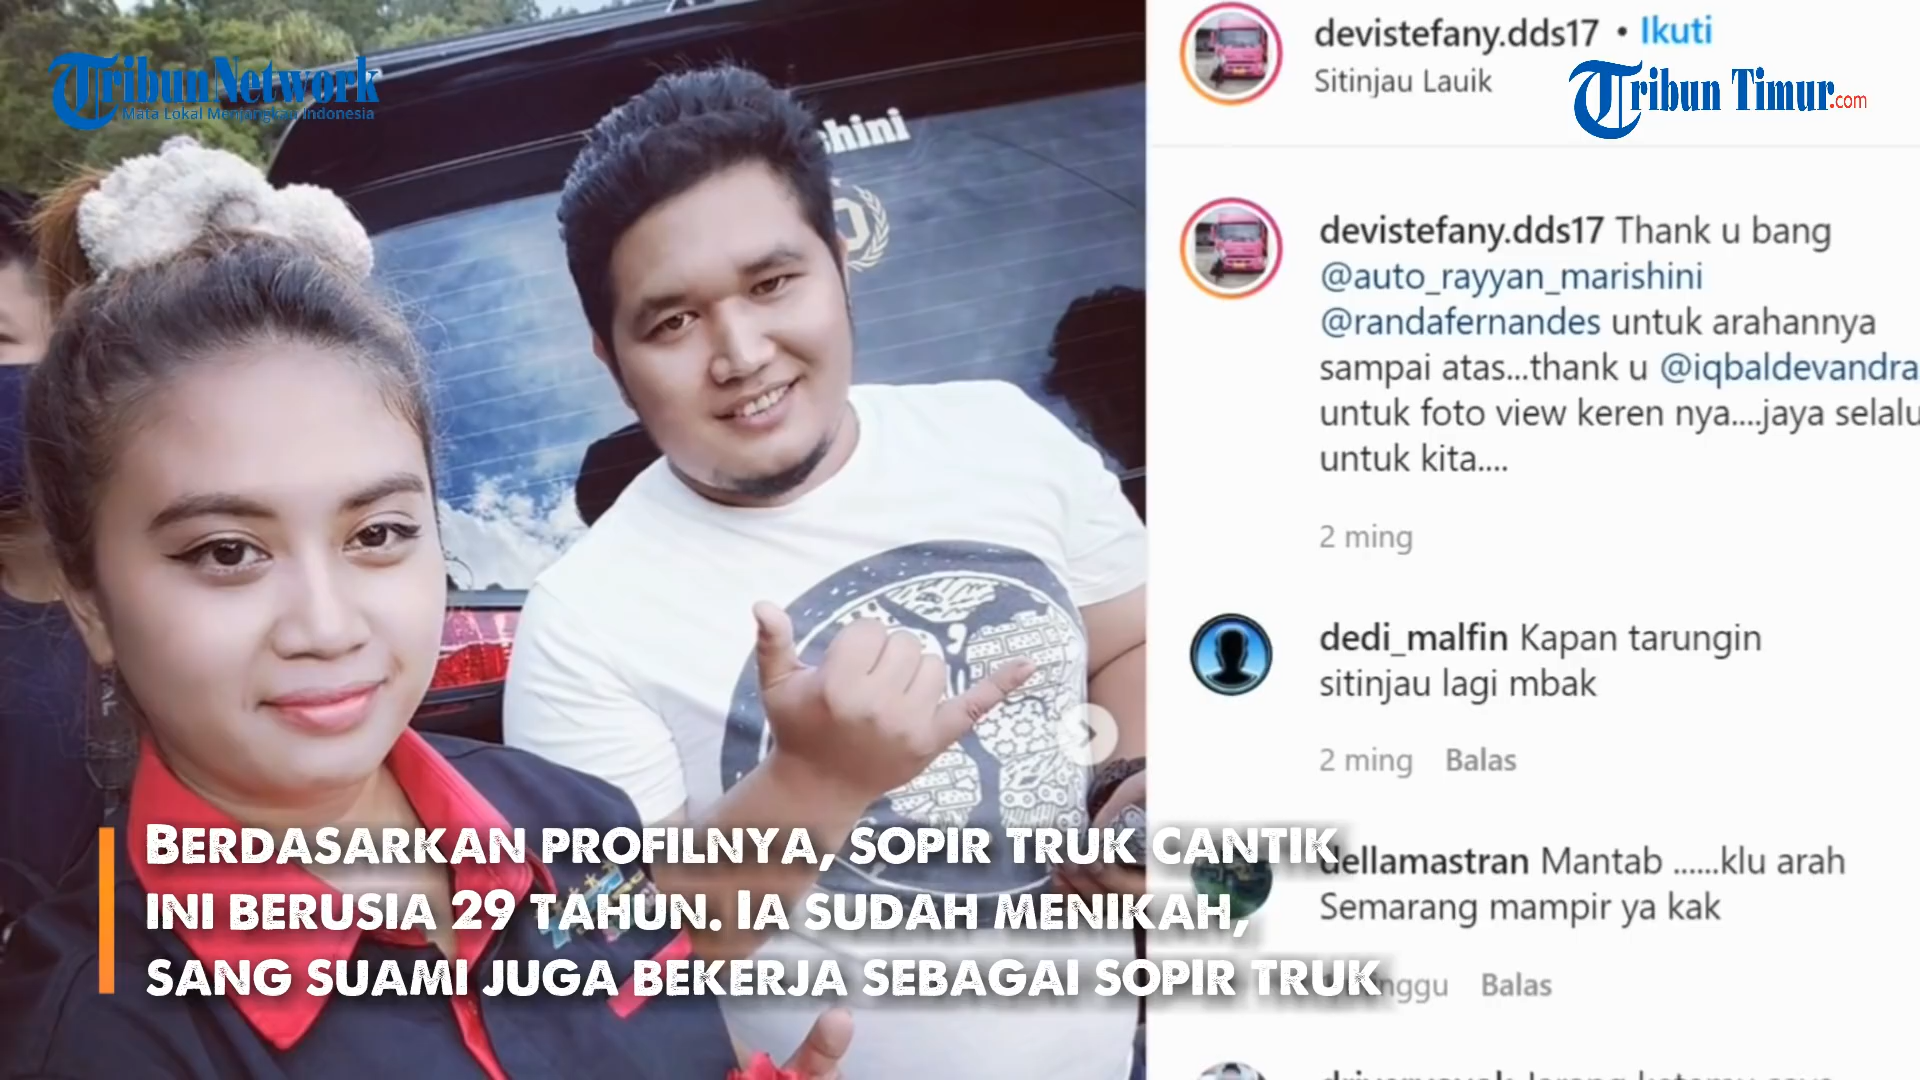 Tribun Network
Mata Lokal Menjangkau Indonesia
shini
devistefany.dds17 • Ikuti
Sitinjau Lauik
Tribun Timur.com
devistefany.dds17 Thank u bang
@auto_rayyan_marishini
@randafernandes untuk arahannya
sampai atas...thank u @iqbaldevandra
untuk foto view keren nya....jaya selalu
untuk kita....
2 ming
dedi_malfin Kapan tarungin
sitinjau lagi mbak
2 ming Balas
dellamastran Mantab ......klu arah
Semarang mampir ya kak
Balas
BERDASARKAN PROFILNYA, SOPIR TRUK CANTIK
INI BERUSIA 29 TAHUN. IA SUDAH MENIKAH,
SANG SUAMI JUGA BEKERJA SEBAGAI SOPIR TRUK